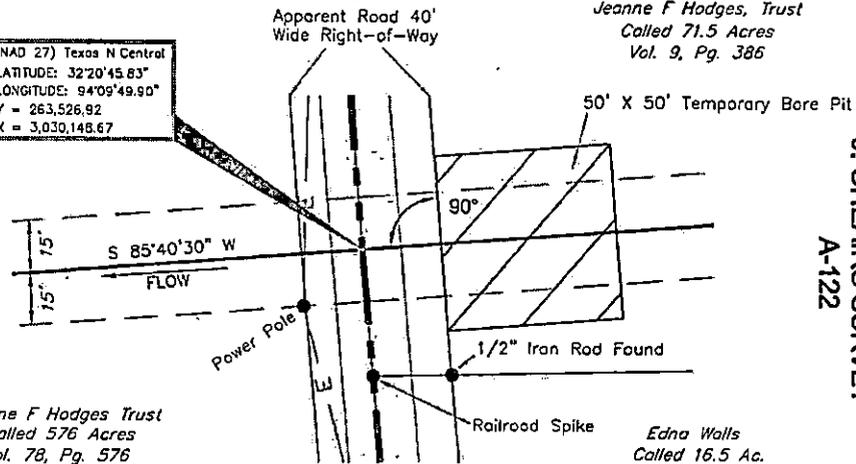 Apparent Road 40'
Wide Right-of-Way
Jeanne F Hodges, Trust
Called 71.5 Acres
Vol. 9, Pg. 386
(NAD 27) Texas N Central
LATITUDE: 32°20'45.83"
LONGITUDE: 94°09'49.90"
Y = 263,526.92
X = 3,030,148.67
50' X 50' Temporary Bore Pit
A-122
90°
S 85°40'30" W
FLOW
15'
15'
E
Power Pole
1/2" Iron Rod Found
E
Railroad Spike
ne F Hodges Trust
alled 576 Acres
ol. 78, Pg. 576
Edna Walls
Called 16.5 Ac.